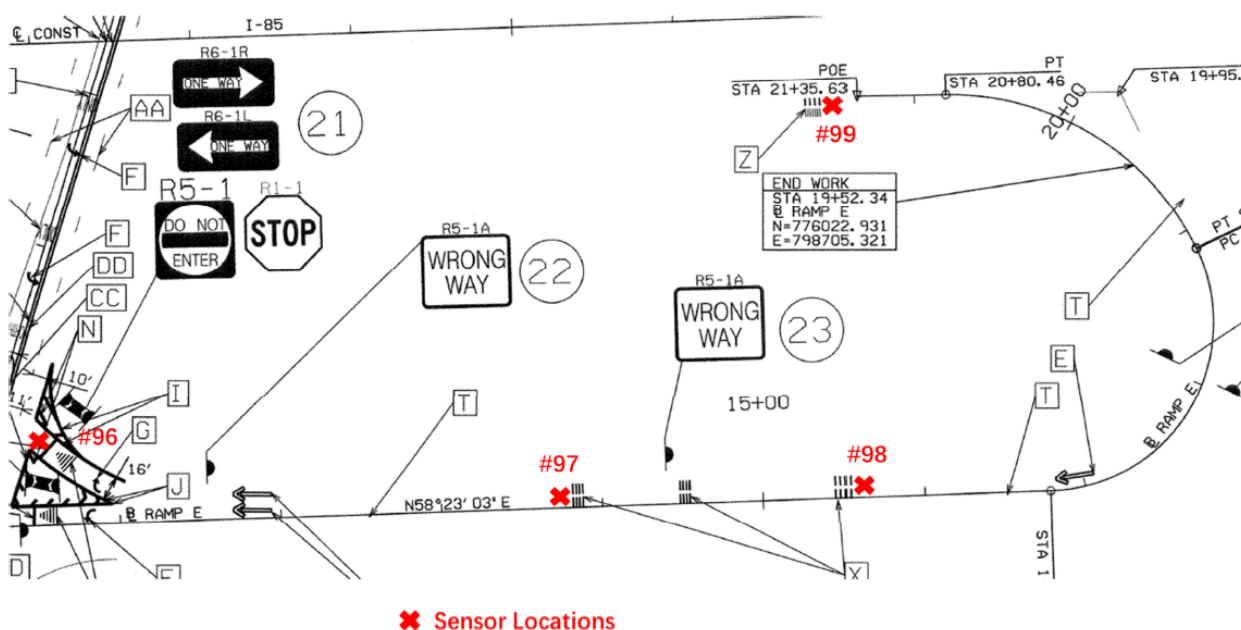 ℄ CONST
I-85
R6-1R
ONE WAY
R6-1L
ONE WAY
21
AA
F
R5-1
DO NOT
ENTER
R1-1
STOP
F
DD
CC
N
10'
11'
I
#96
G
16'
J
℄ RAMP E
D
F
R5-1A
WRONG
WAY
22
T
N58°23'03"E
#97
R5-1A
WRONG
WAY
23
15+00
#98
X
POE
STA 21+35.63
#99
Z
PT
STA 20+80.46
STA 19+95.
20+00
END WORK
STA 19+52.34
℄ RAMP E
N=776022.931
E=798705.321
PT
PC
T
E
T
℄ RAMP E
STA 1
Sensor Locations